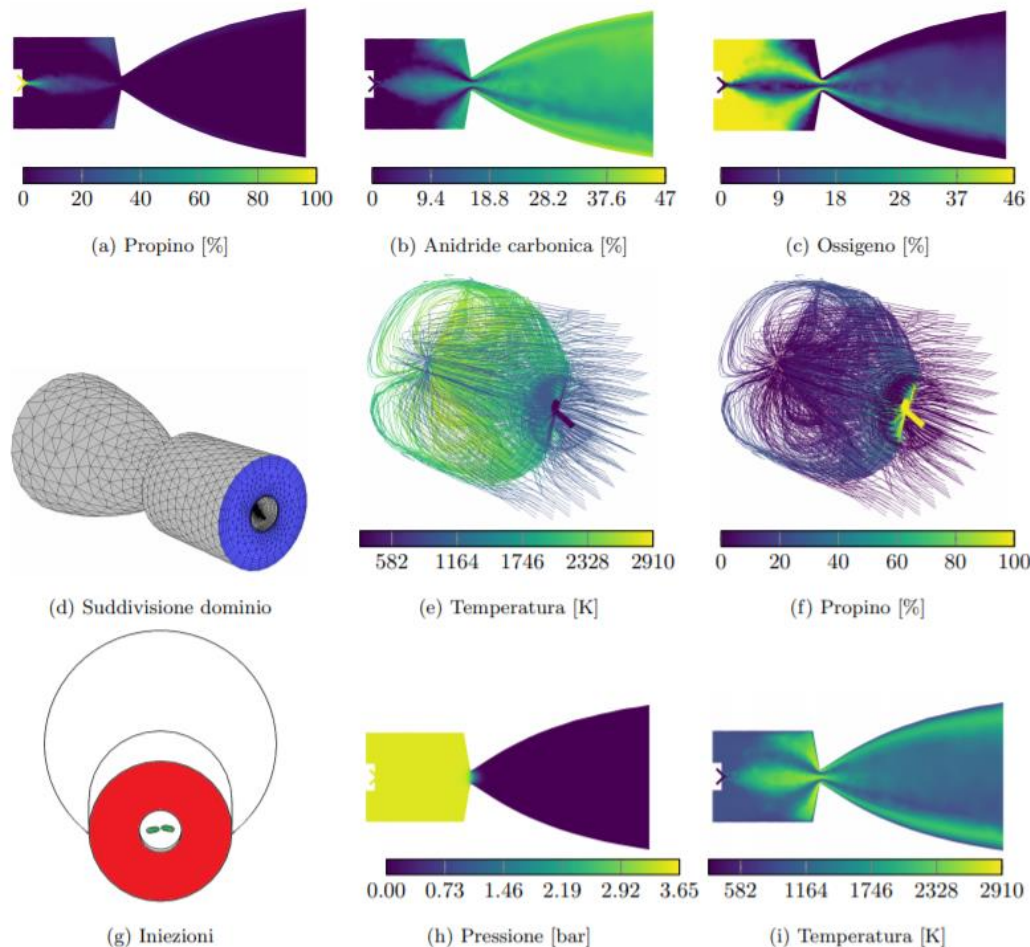 0 20 40 60 80 100
(a) Propino [%]
0 9.4 18.8 28.2 37.6 47
(b) Anidride carbonica [%]
0 9 18 28 37 46
(c) Ossigeno [%]
(d) Suddivisione dominio
582 1164 1746 2328 2910
(e) Temperatura [K]
0 20 40 60 80 100
(f) Propino [%]
(g) Iniezioni
0.00 0.73 1.46 2.19 2.92 3.65
(h) Pressione [bar]
582 1164 1746 2328 2910
(i) Temperatura [K]